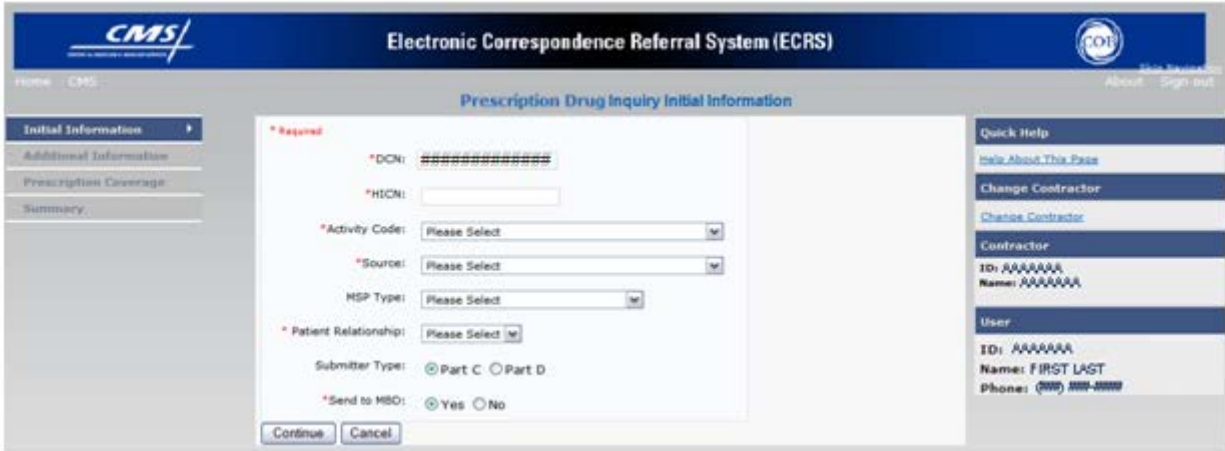 CMS/
Electronic Correspondence Referral System (ECRS)
COB
Skip Navigation
Home CMS
About Sign out
Prescription Drug Inquiry Initial Information
Initial Information
Additional Information
Prescription Coverage
Summary
* Required
*DCN: #############
*HICN:
*Activity Code: Please Select
*Source: Please Select
MSP Type: Please Select
* Patient Relationship: Please Select
Submitter Type: Part C Part D
*Send to MBD: Yes No
Continue Cancel
Quick Help
Help About This Page
Change Contractor
Change Contractor
Contractor
ID: AAAAAAA
Name: AAAAAAA
User
ID: AAAAAAA
Name: FIRST LAST
Phone: (###) ###-####